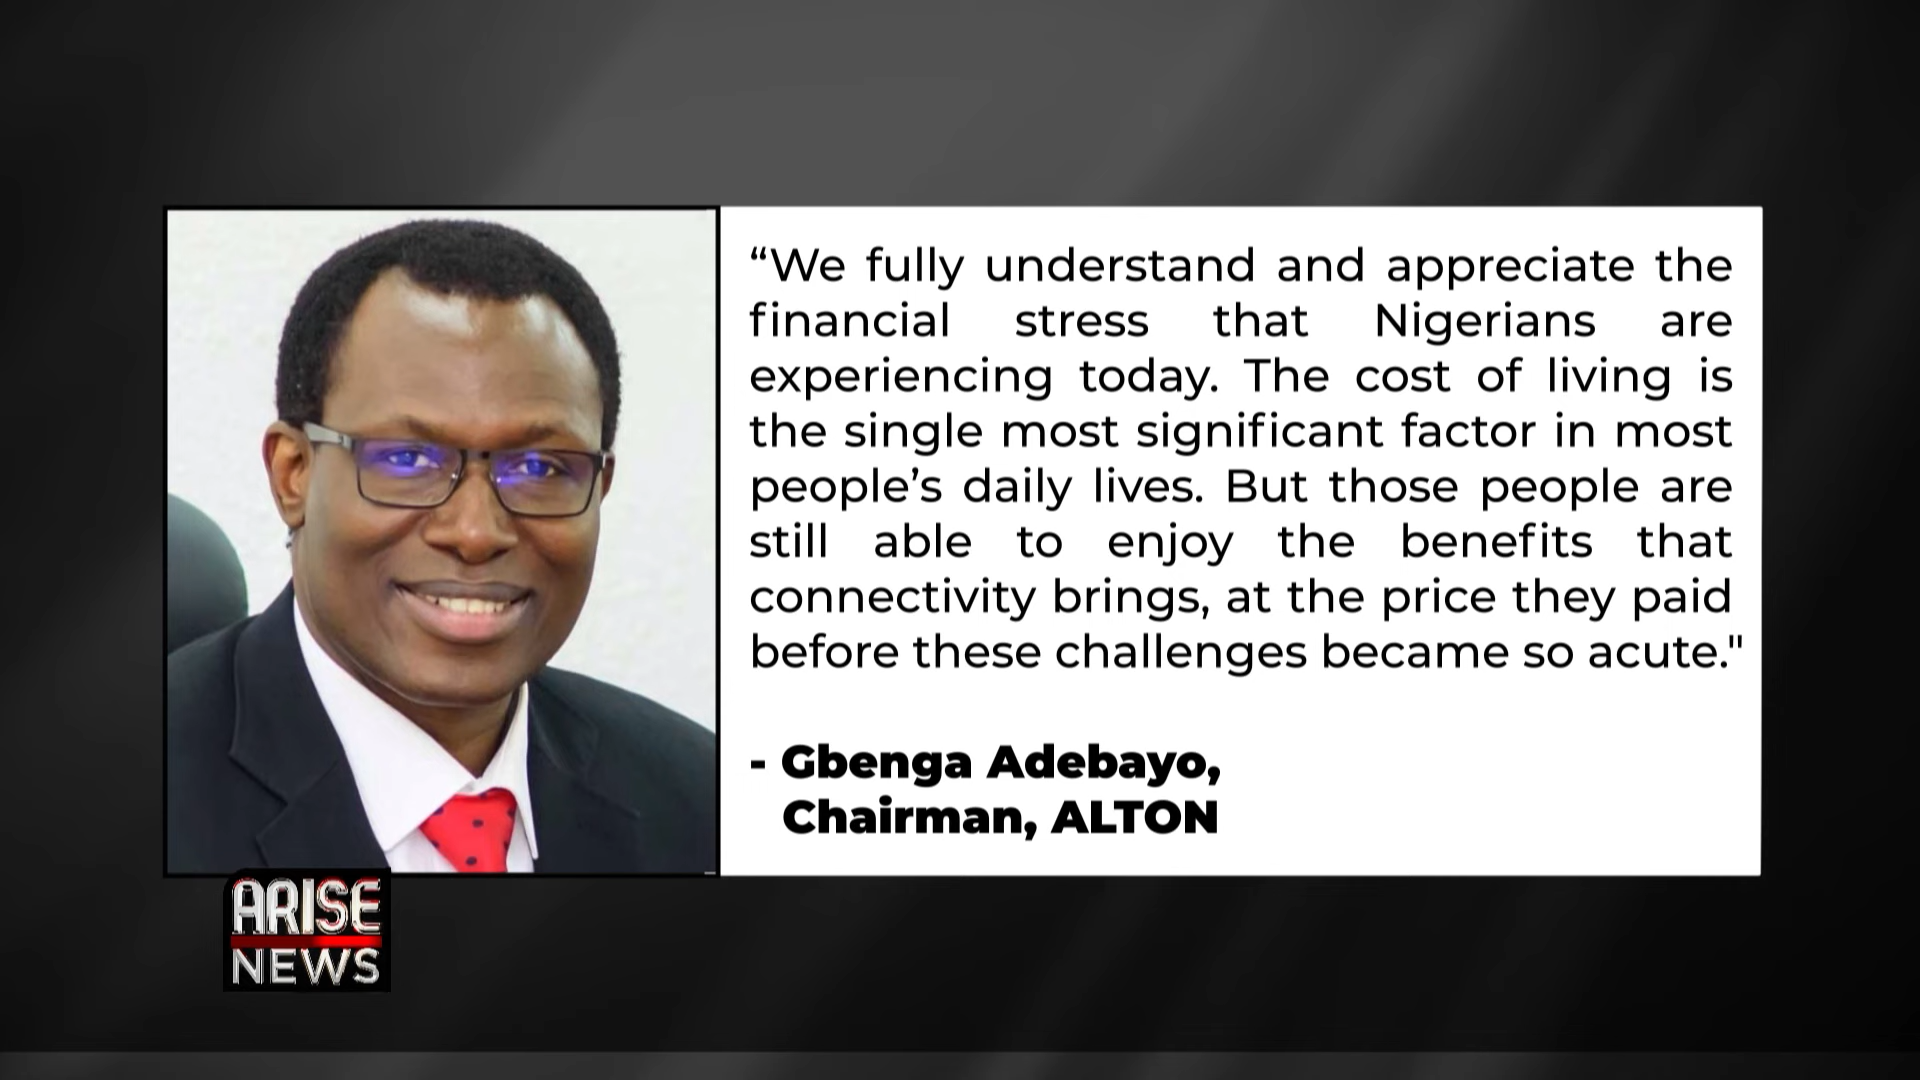 “We fully understand and appreciate the
financial stress that Nigerians are
experiencing today. The cost of living is
the single most significant factor in most
people’s daily lives. But those people are
still able to enjoy the benefits that
connectivity brings, at the price they paid
before these challenges became so acute."
- Gbenga Adebayo,
Chairman, ALTON
ARISE
NEWS